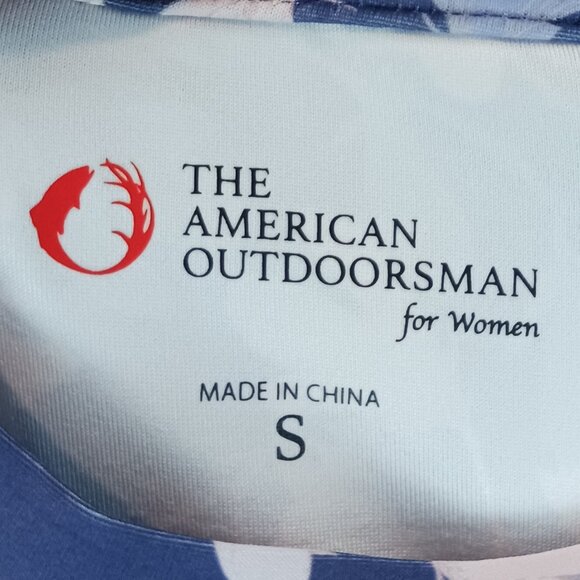 THE
AMERICAN
OUTDOORSMAN
for Women
MADE IN CHINA
S